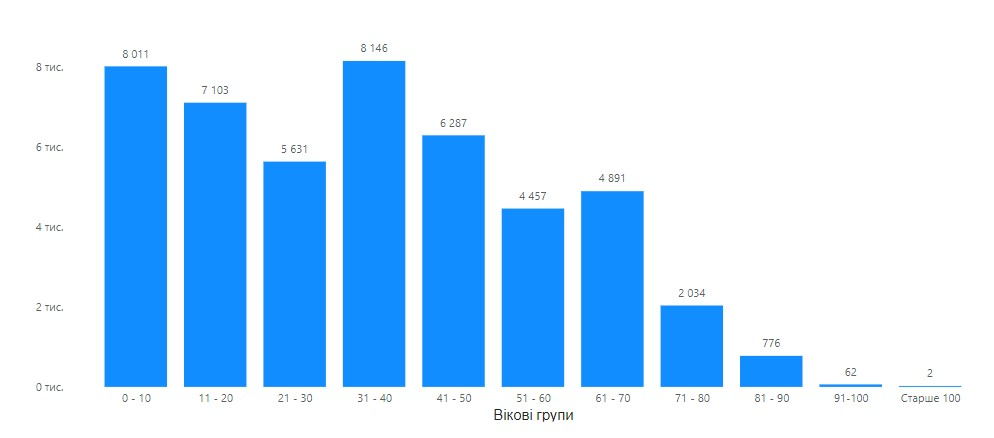 8 146
8 011
7 103
6 287
5 631
4 891
4 457
2 034
776
62
2
8 тис.
6 тис.
4 тис.
2 тис.
0 тис.
0 - 10
11 - 20
21 - 30
31 - 40
41 - 50
51 - 60
61 - 70
71 - 80
81 - 90
91-100
Старше 100
Вікові групи